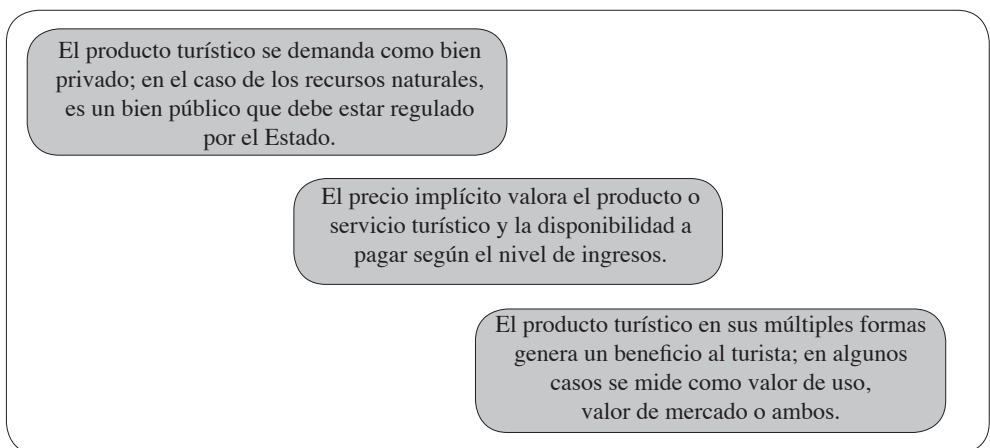 El producto turístico se demanda como bien
privado; en el caso de los recursos naturales,
es un bien público que debe estar regulado
por el Estado.
El precio implícito valora el producto o
servicio turístico y la disponibilidad a
pagar según el nivel de ingresos.
El producto turístico en sus múltiples formas
genera un beneficio al turista; en algunos
casos se mide como valor de uso,
valor de mercado o ambos.